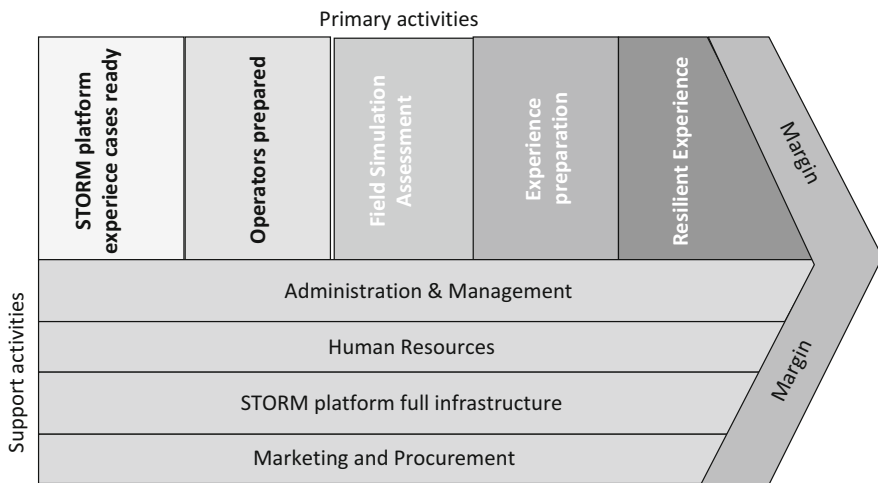 Primary activities
STORM platform
experiece cases ready
Operators prepared
Field Simulation
Assessment
Experience
preparation
Resilient Experience
Margin
Support activities
Administration & Management
Human Resources
STORM platform full infrastructure
Marketing and Procurement
Margin